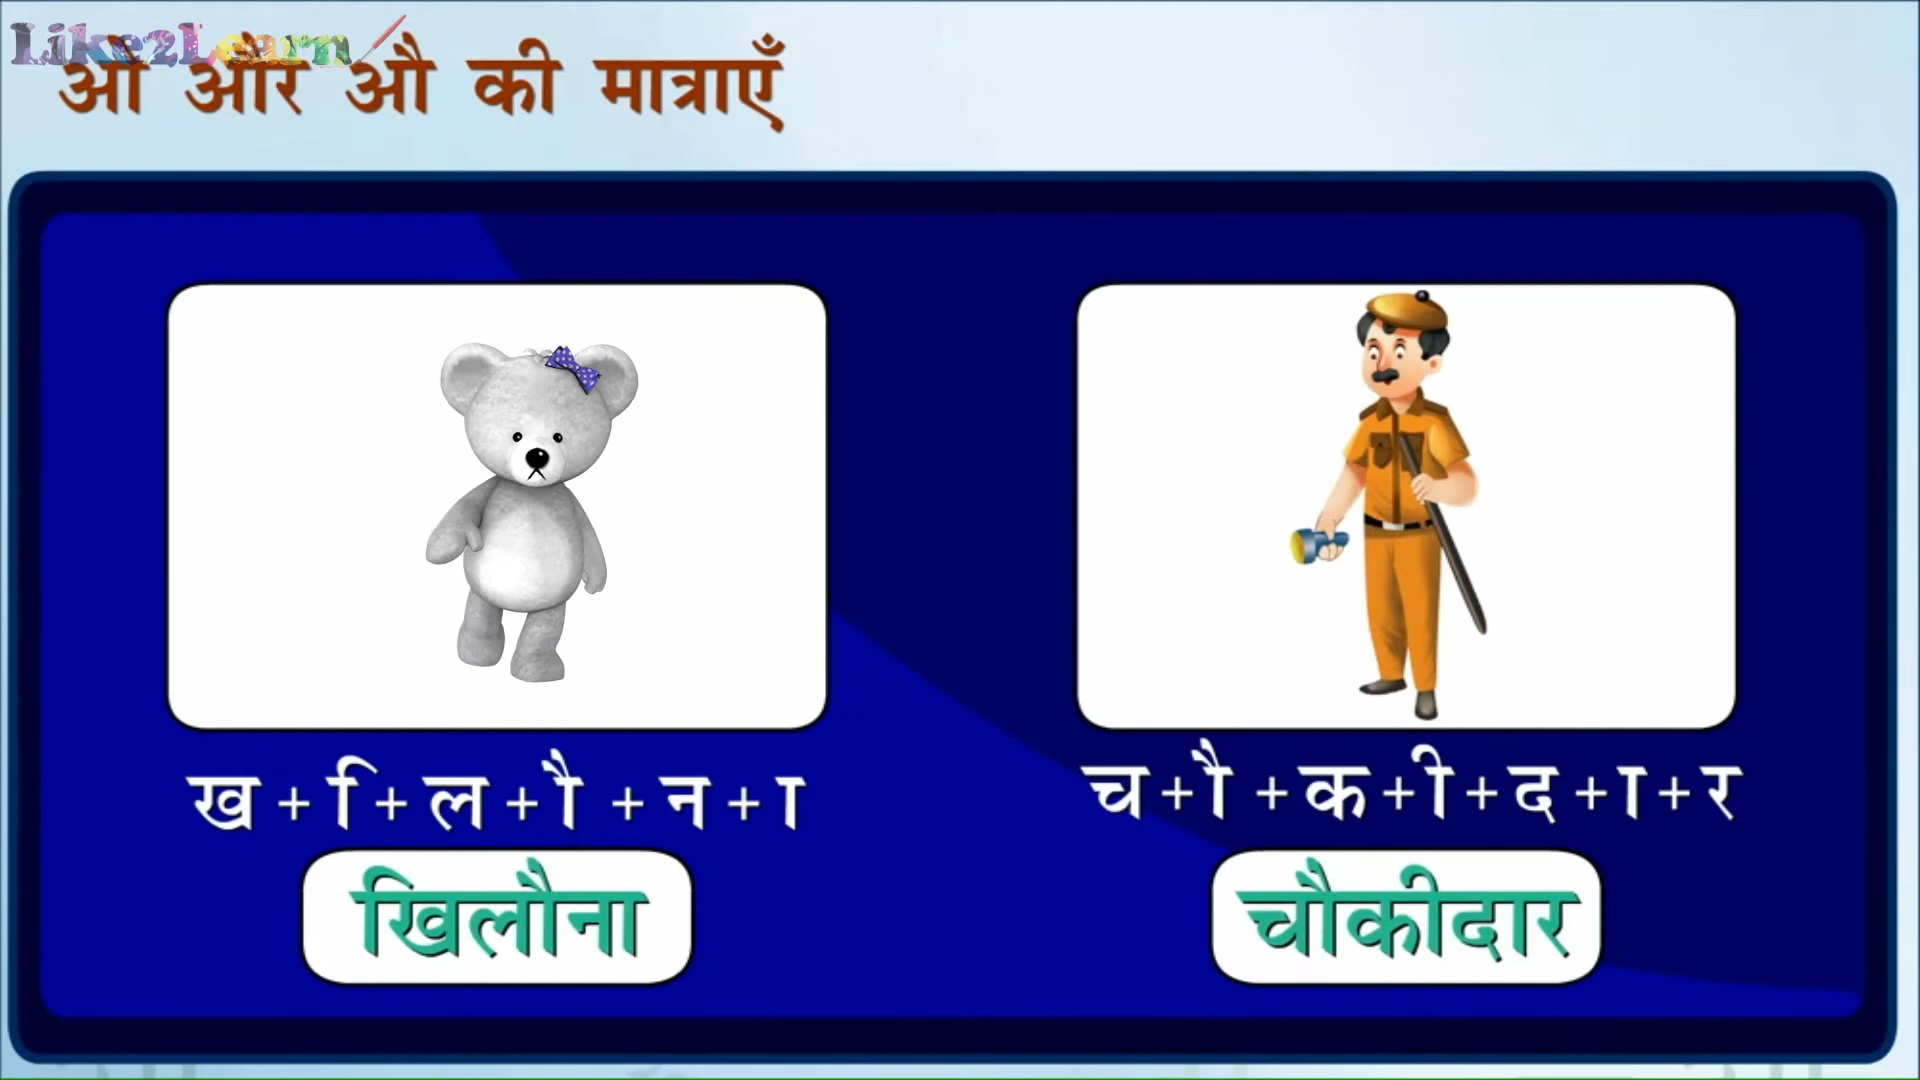 Like2Learn
ओ और औ की मात्राएँ
ख + ि + ल + ौ + न + ा
च + ौ + क + ी + द + ा + र
खिलौना
चौकीदार